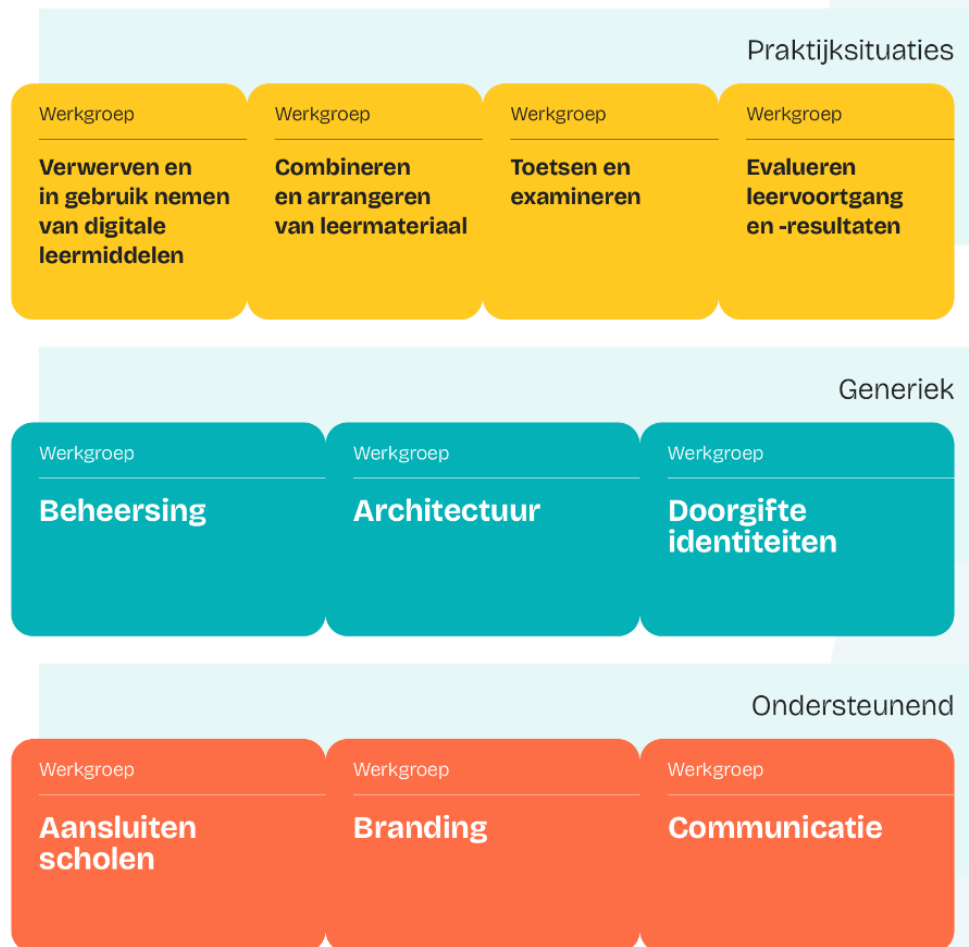 Praktijksituaties
Werkgroep
Verwerven en
in gebruik nemen
van digitale
leermiddelen
Werkgroep
Combineren
en arrangeren
van leermateriaal
Werkgroep
Toetsen en
examineren
Werkgroep
Evalueren
leervoortgang
en -resultaten
Generiek
Werkgroep
Beheersing
Werkgroep
Architectuur
Werkgroep
Doorgifte
identiteiten
Ondersteunend
Werkgroep
Aansluiten
scholen
Werkgroep
Branding
Werkgroep
Communicatie